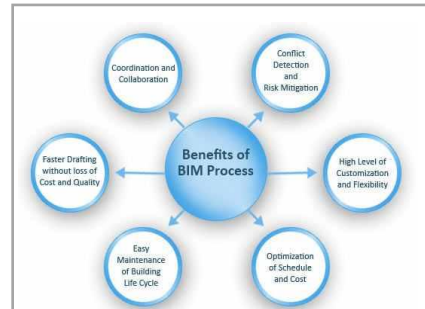 Coordination and
Collaboration
Conflict
Detection
and
Risk Mitigation
Benefits of
BIM Process
Faster Drafting
without loss of
Cost and Quality
High Level of
Customization
and Flexibility
Easy
Maintenance
of Building
Life Cycle
Optimization
of Schedule
and Cost